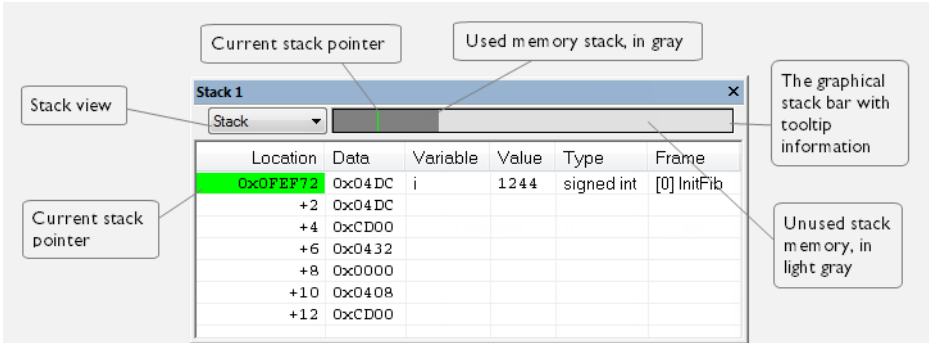 Current stack pointer
Used memory stack, in gray
The graphical
stack bar with
tooltip
information
Stack view
Stack 1
Stack
Location Data Variable Value Type Frame
0x0FEF72 0x04DC i 1244 signed int [0] InitFib
+2 0x04DC
+4 0xCD00
+6 0x0432
+8 0x0000
+10 0x0408
+12 0xCD00
Current stack
pointer
Unused stack
memory, in
light gray